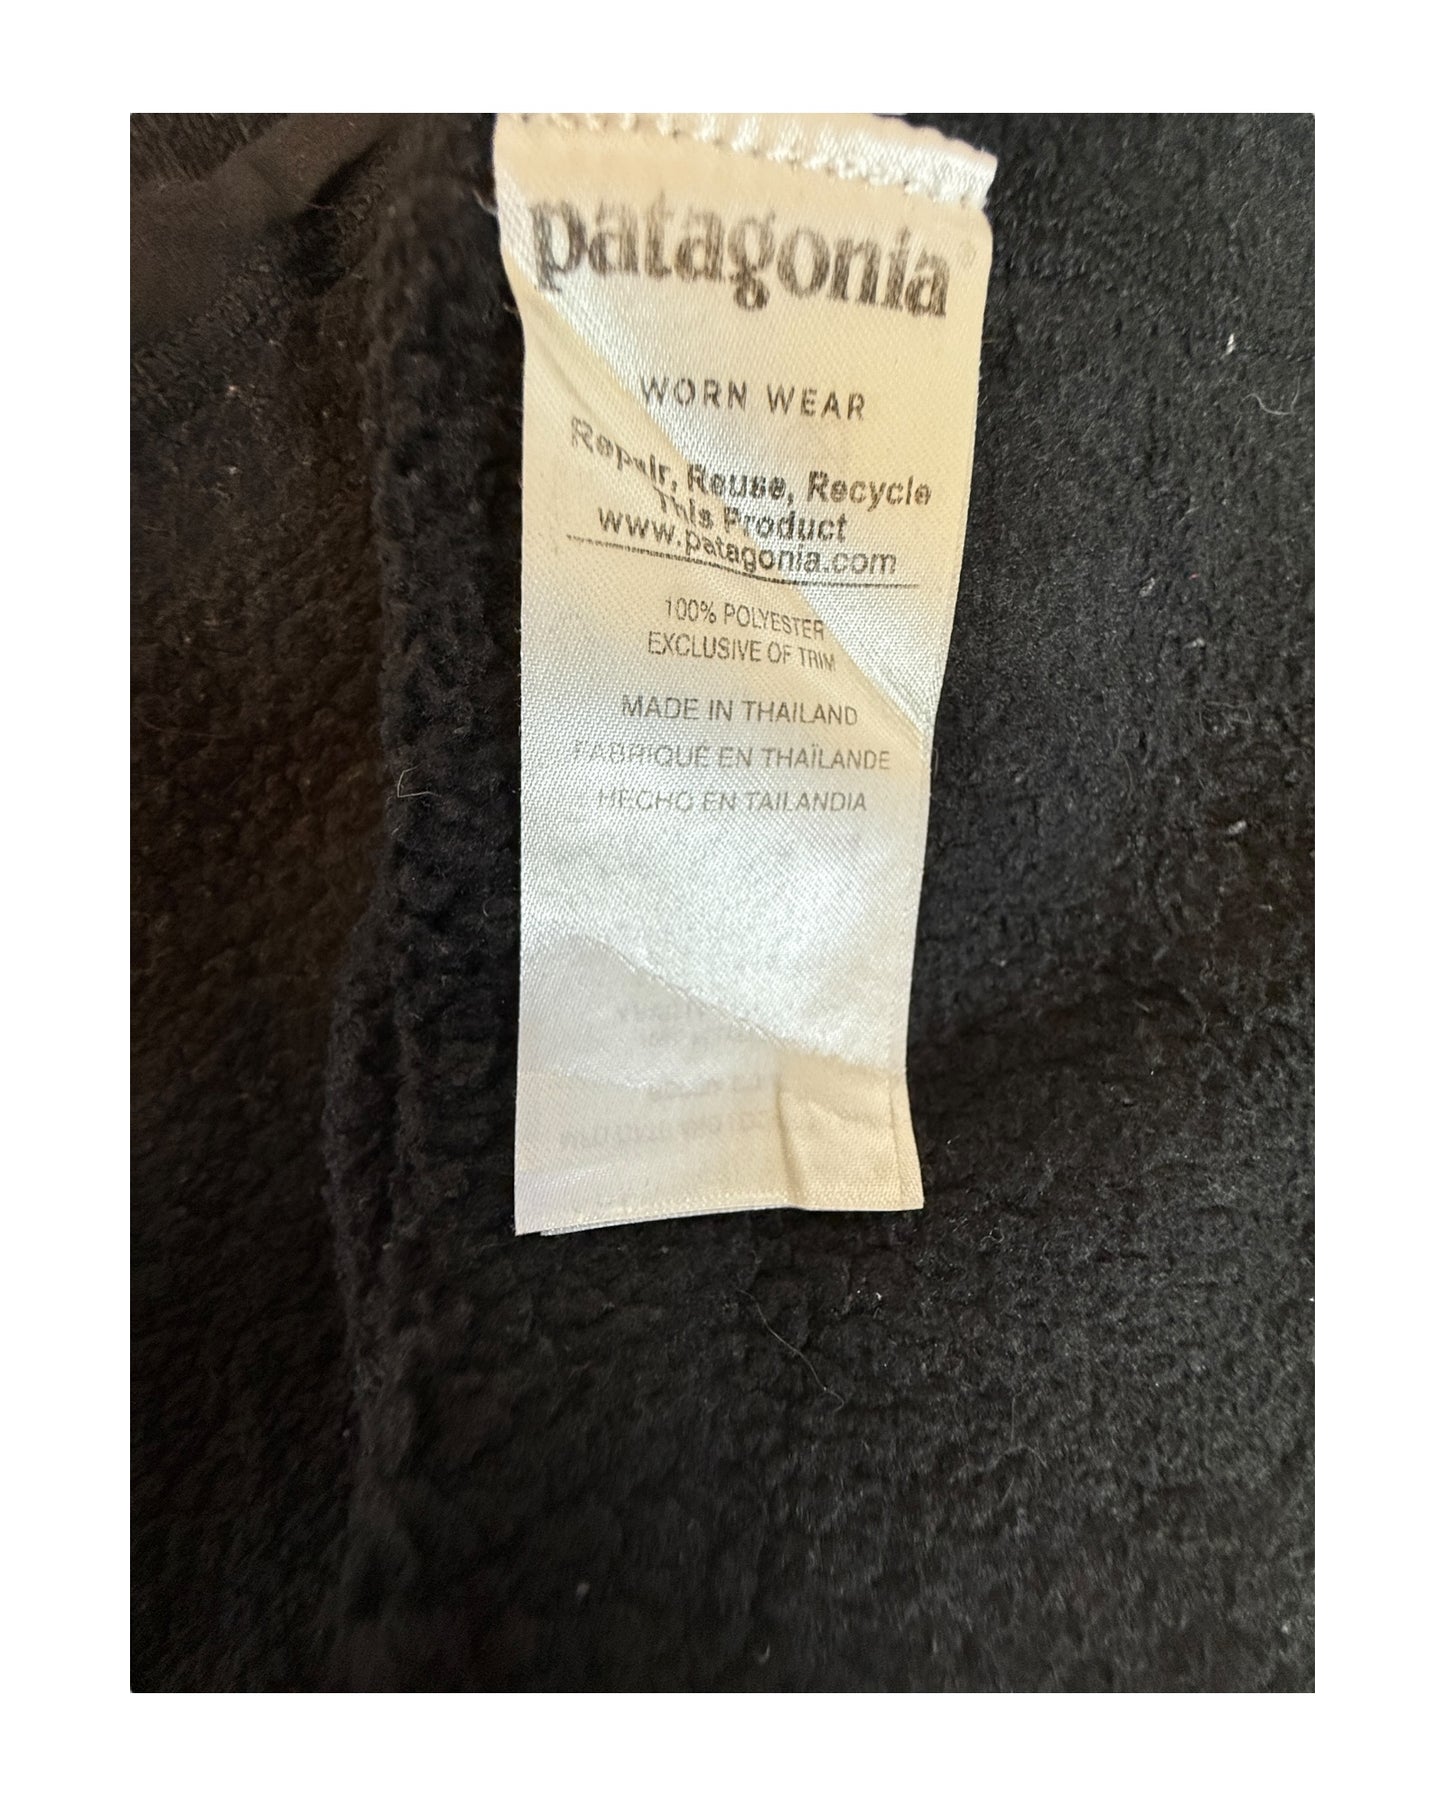 patagonia
WORN WEAR
Repair, Reuse, Recycle
This Product
www.patagonia.com
100% POLYESTER
EXCLUSIVE OF TRIM
MADE IN THAILAND
FABRIQUÉ EN THAÏLANDE
HECHO EN TAILANDIA